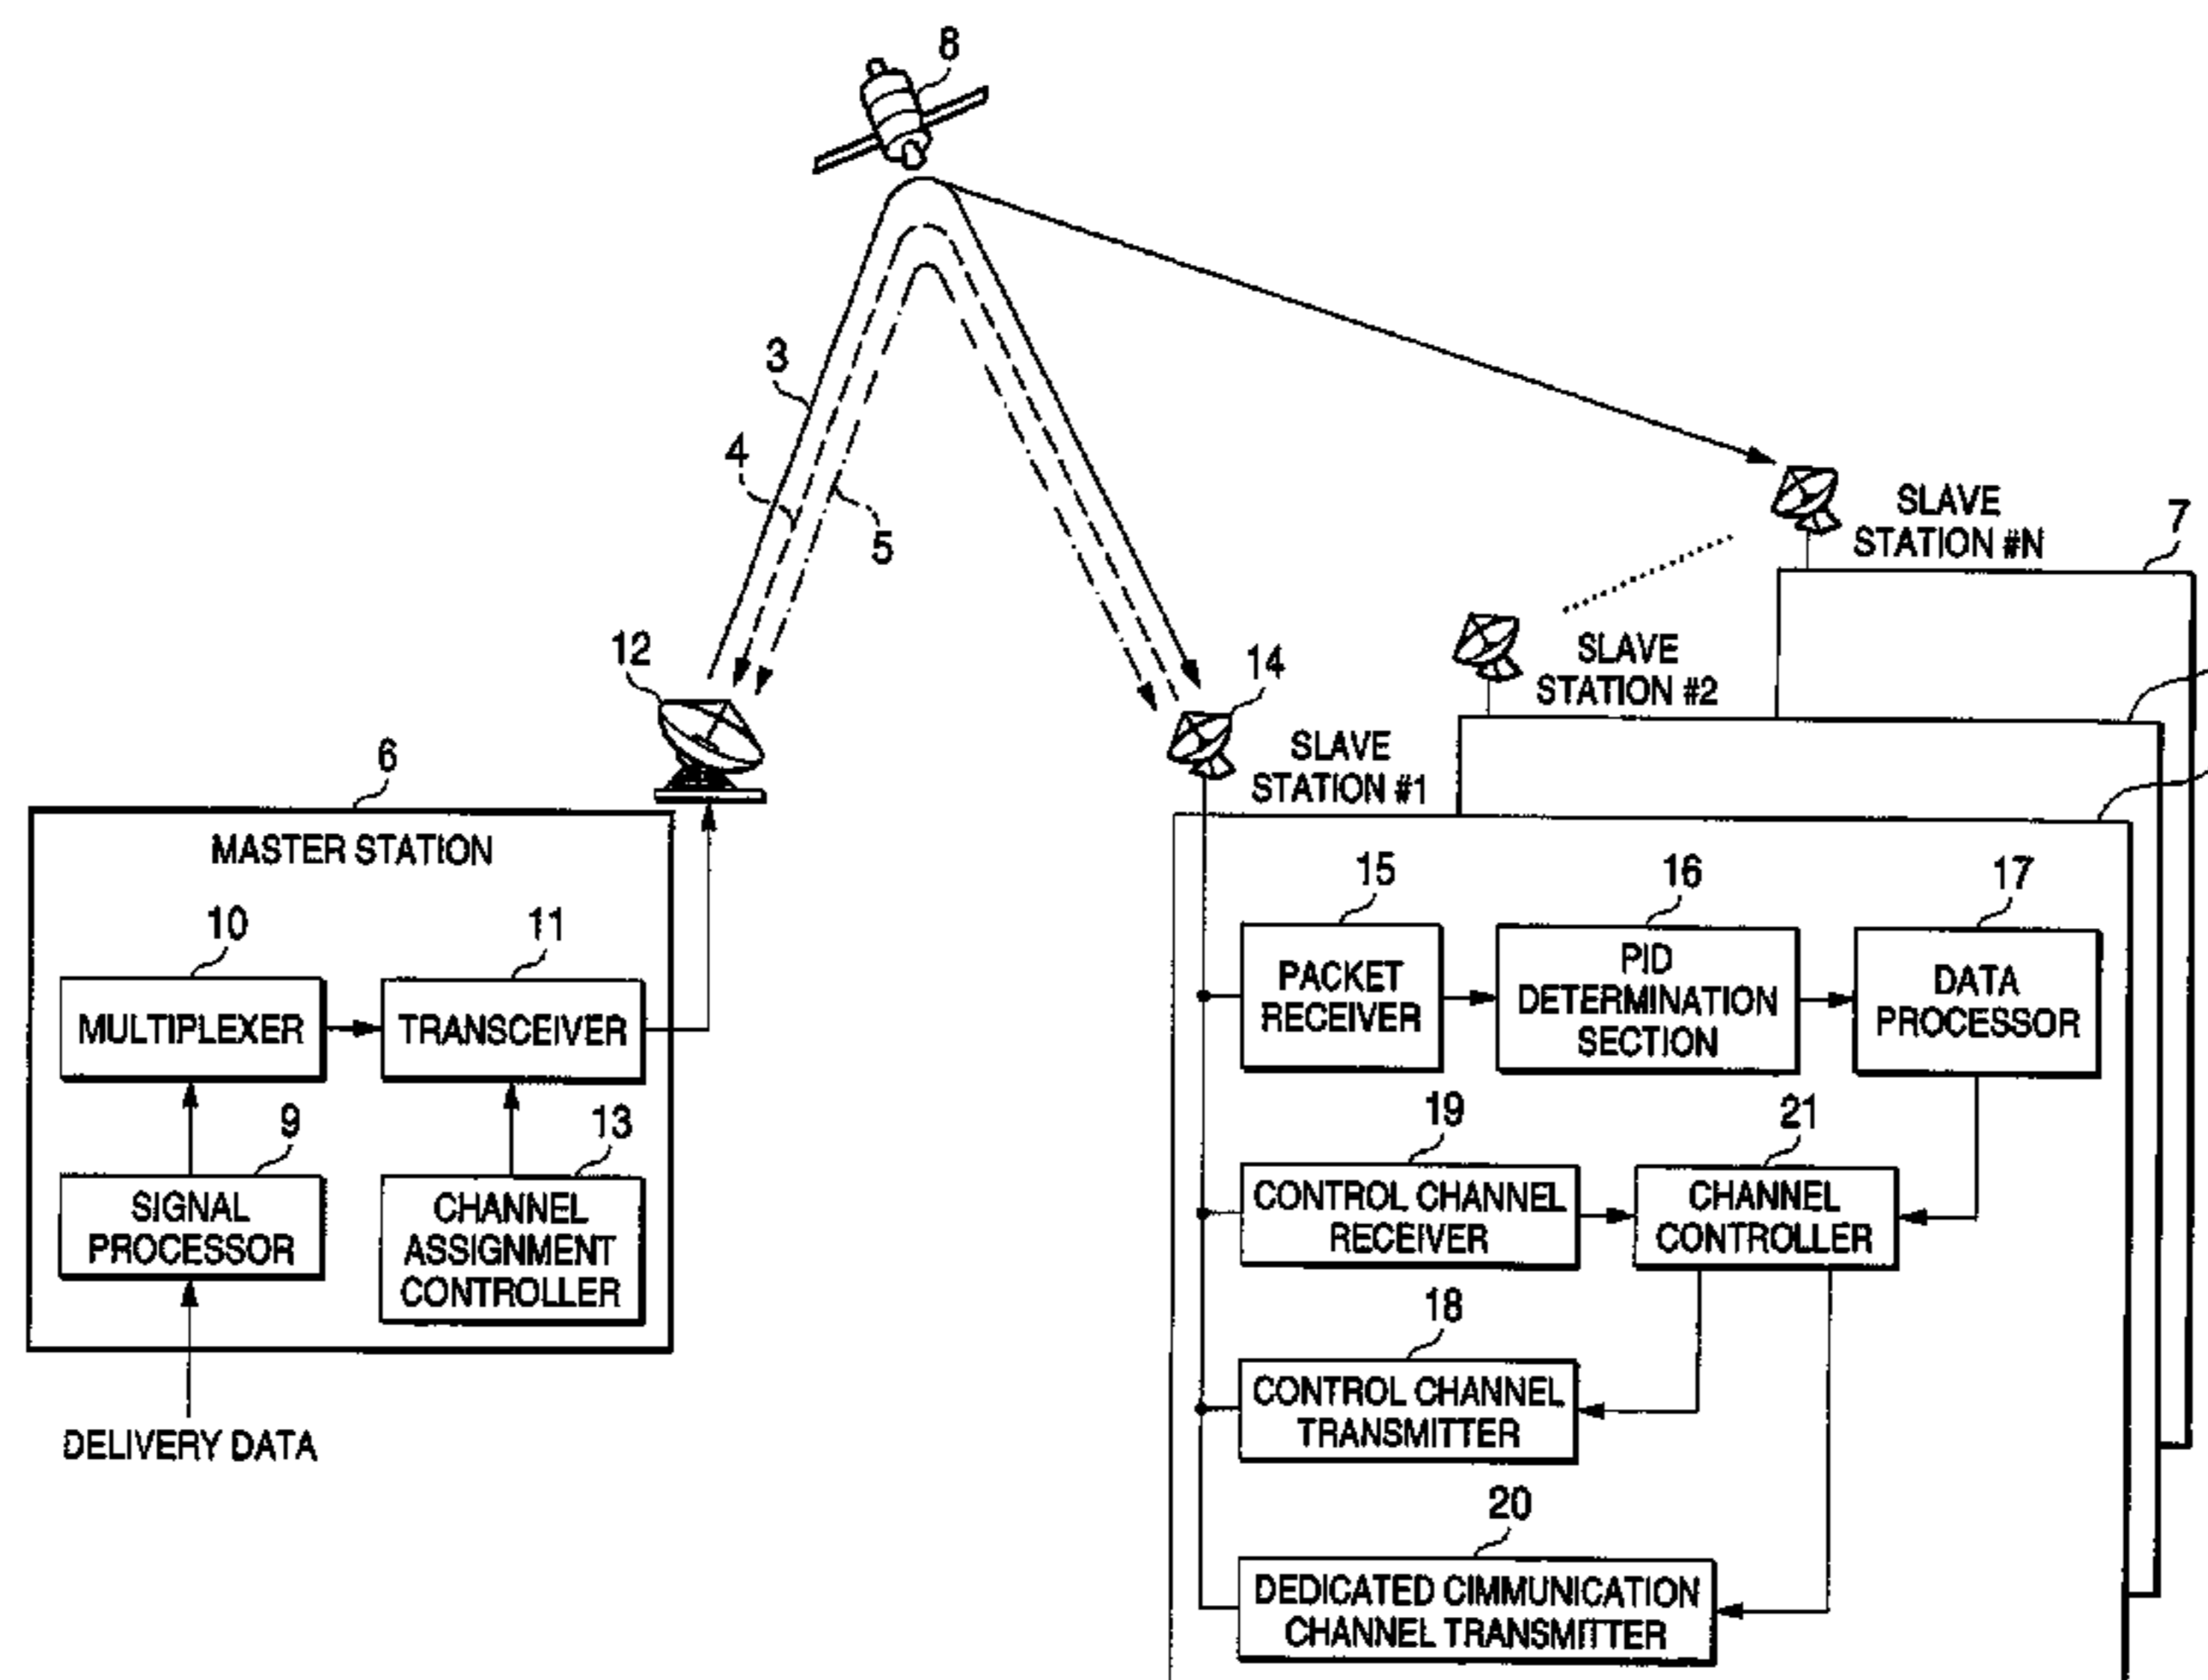 8
3
4
5
SLAVE
STATION #N
7
SLAVE
STATION #2
12
14
SLAVE
STATION #1
6
MASTER STATION
10
11
MULTIPLEXER
TRANSCEIVER
9
13
SIGNAL
PROCESSOR
CHANNEL
ASSIGNMENT
CONTROLLER
DELIVERY DATA
15
16
17
PACKET
RECEIVER
PID
DETERMINATION
SECTION
DATA
PROCESSOR
19
21
CONTROL CHANNEL
RECEIVER
CHANNEL
CONTROLLER
18
CONTROL CHANNEL
TRANSMITTER
20
DEDICATED CIMMUNICATION
CHANNEL TRANSMITTER